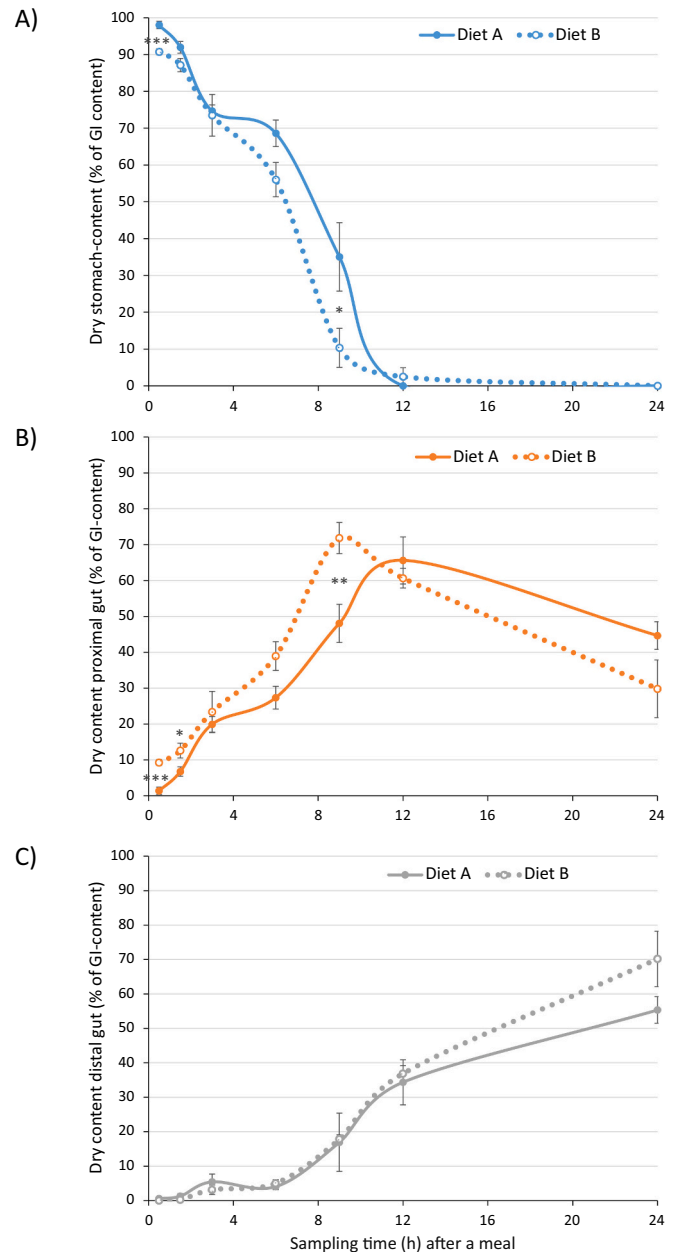 A)
Dry stomach-content (% of GI content)
100
90
80
70
60
50
40
30
20
10
0
Diet A
Diet B
***
*
0 4 8 12 16 20 24
B)
Dry content proximal gut (% of GI-content)
100
90
80
70
60
50
40
30
20
10
0
Diet A
Diet B
**
*
***
0 4 8 12 16 20 24
C)
Dry content distal gut (% of GI-content)
100
90
80
70
60
50
40
30
20
10
0
Diet A
Diet B
0 4 8 12 16 20 24
Sampling time (h) after a meal